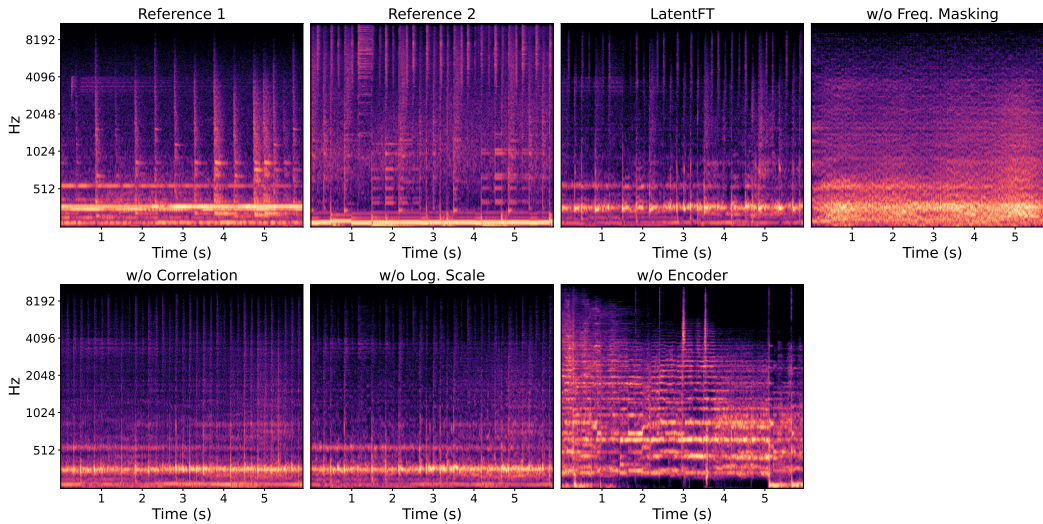 Reference 1
Reference 2
LatentFT
w/o Freq. Masking
8192
4096
2048
1024
512
Hz
1 2 3 4 5
1 2 3 4 5
1 2 3 4 5
1 2 3 4 5
Time (s)
Time (s)
Time (s)
Time (s)
w/o Correlation
w/o Log. Scale
w/o Encoder
8192
4096
2048
1024
512
Hz
1 2 3 4 5
1 2 3 4 5
1 2 3 4 5
Time (s)
Time (s)
Time (s)